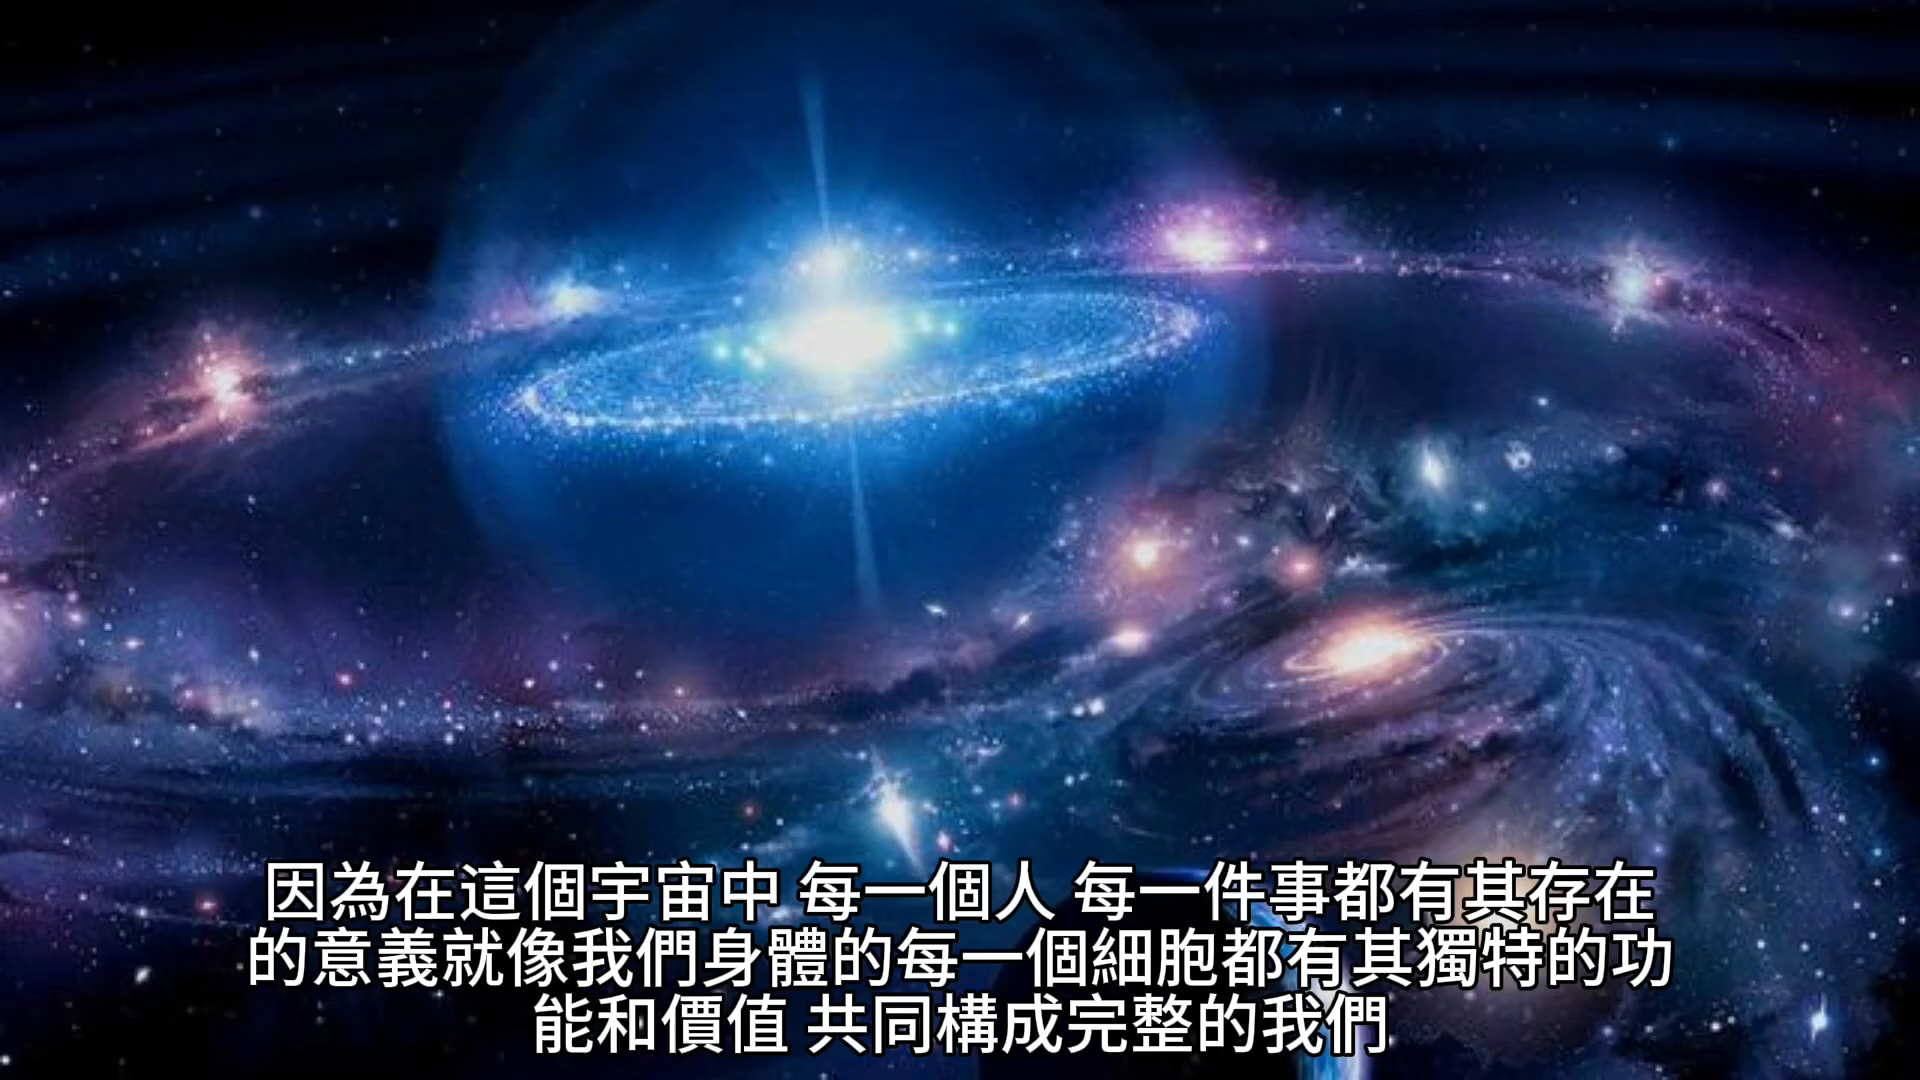 因為在這個宇宙中 每一個人 每一件事都有其存在
的意義就像我們身體的每一個細胞都有其獨特的功
能和價值 共同構成完整的我們